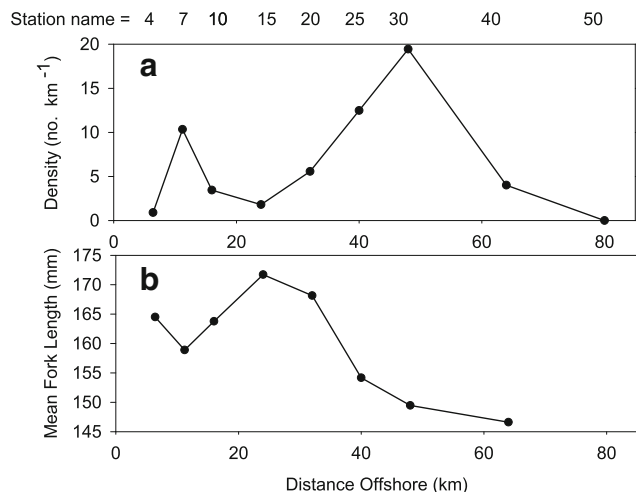 Station name = 4 7 10 15 20 25 30 40 50
a
Density (no. km⁻¹)
20
15
10
5
0
0 20 40 60 80
b
Mean Fork Length (mm)
175
170
165
160
155
150
145
0 20 40 60 80
Distance Offshore (km)